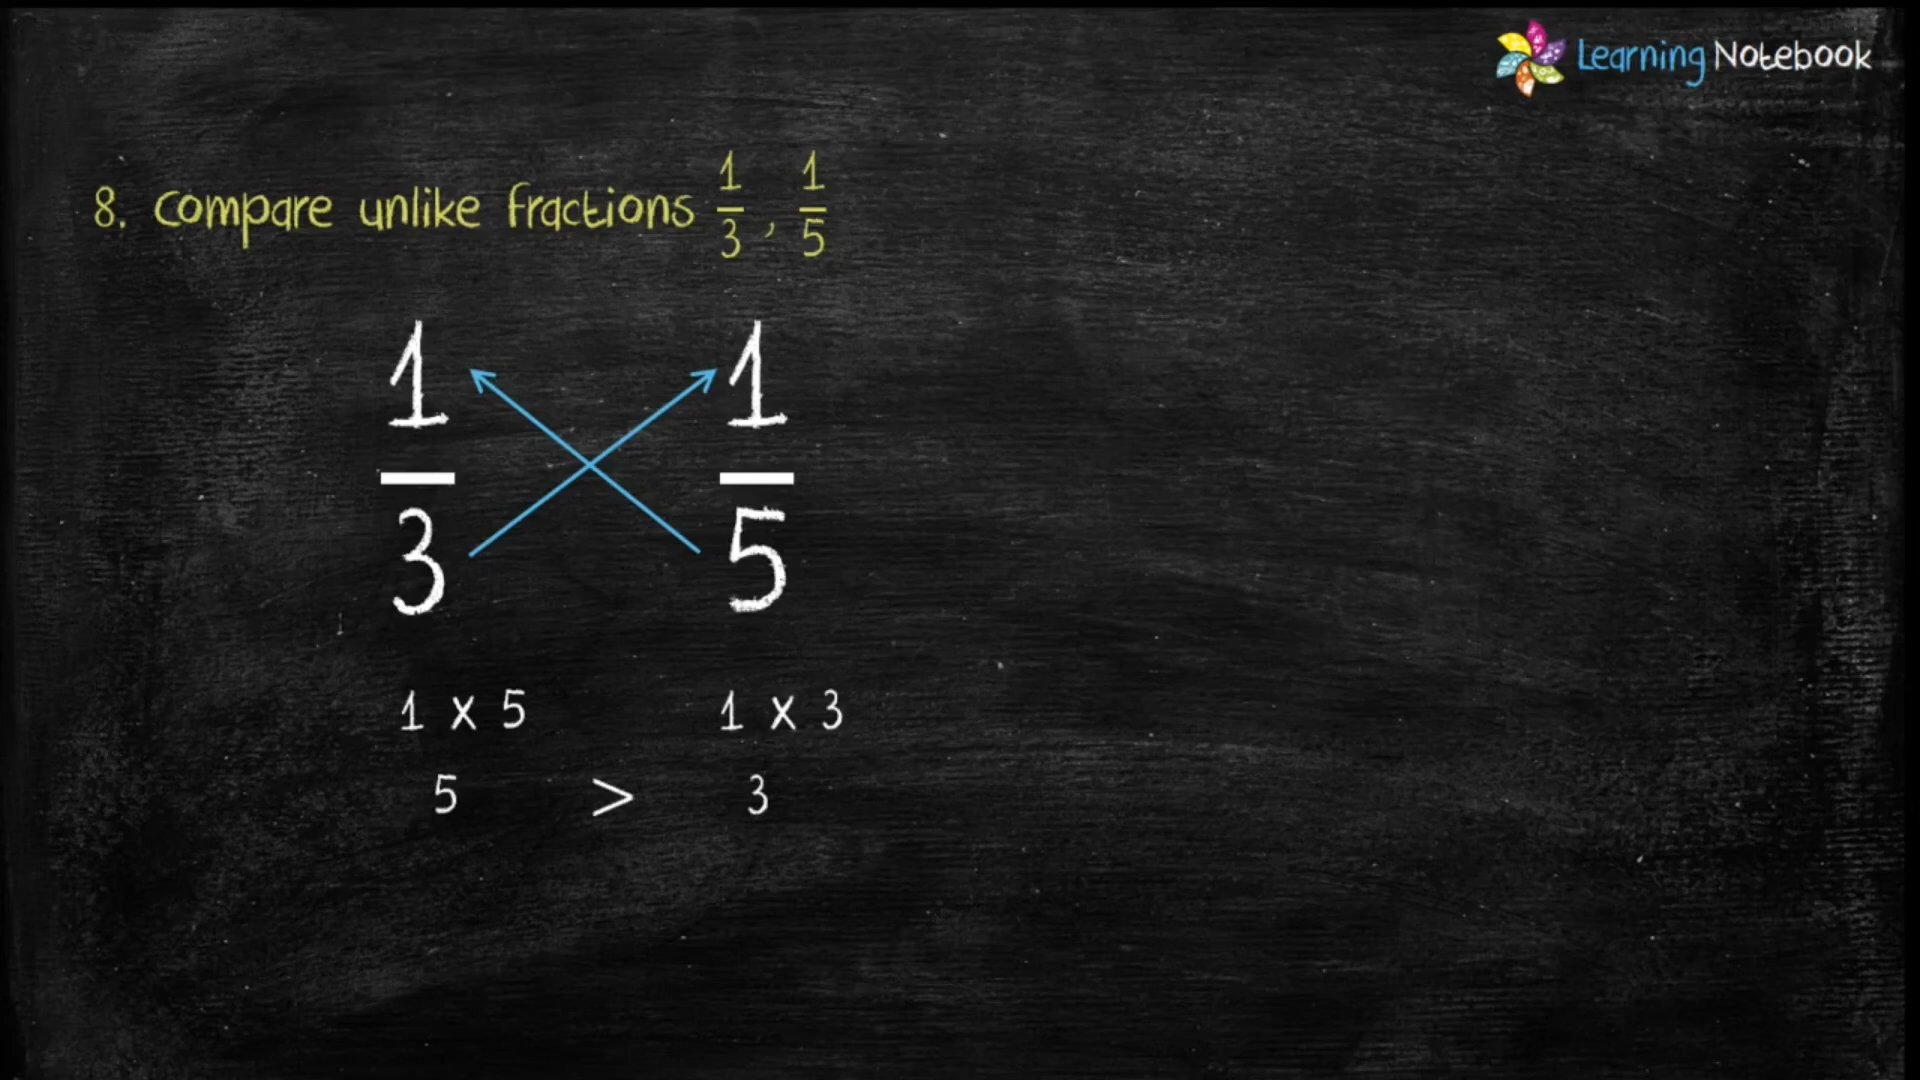 Learning Notebook
8. Compare unlike fractions 1/3 , 1/5
1 1
3 5
1 x 5 1 x 3
5 > 3